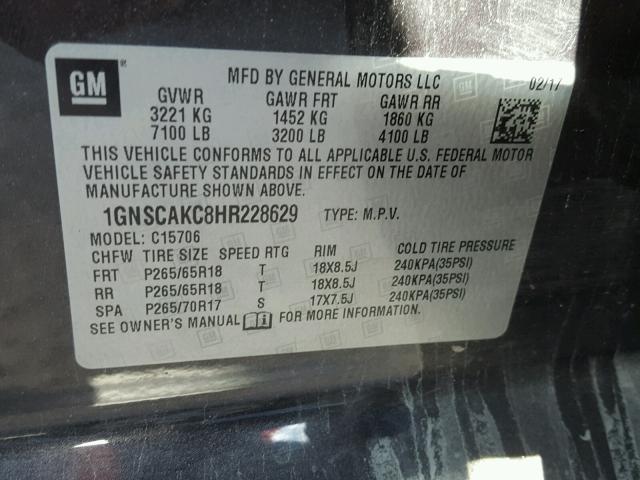 GM ®
MFD BY GENERAL MOTORS LLC 02/17
GVWR GAWR FRT GAWR RR
3221 KG 1452 KG 1860 KG
7100 LB 3200 LB 4100 LB
THIS VEHICLE CONFORMS TO ALL APPLICABLE U.S. FEDERAL MOTOR
VEHICLE SAFETY STANDARDS IN EFFECT ON THE DATE OF MANUFACTURE
SHOWN ABOVE.
1GNSCAKC8HR228629 TYPE: M.P.V.
MODEL: C15706
CHFW TIRE SIZE SPEED RTG RIM COLD TIRE PRESSURE
FRT P265/65R18 T 18X8.5J 240KPA(35PSI)
RR P265/65R18 T 18X8.5J 240KPA(35PSI)
SPA P265/70R17 S 17X7.5J 240KPA(35PSI)
SEE OWNER'S MANUAL FOR MORE INFORMATION.